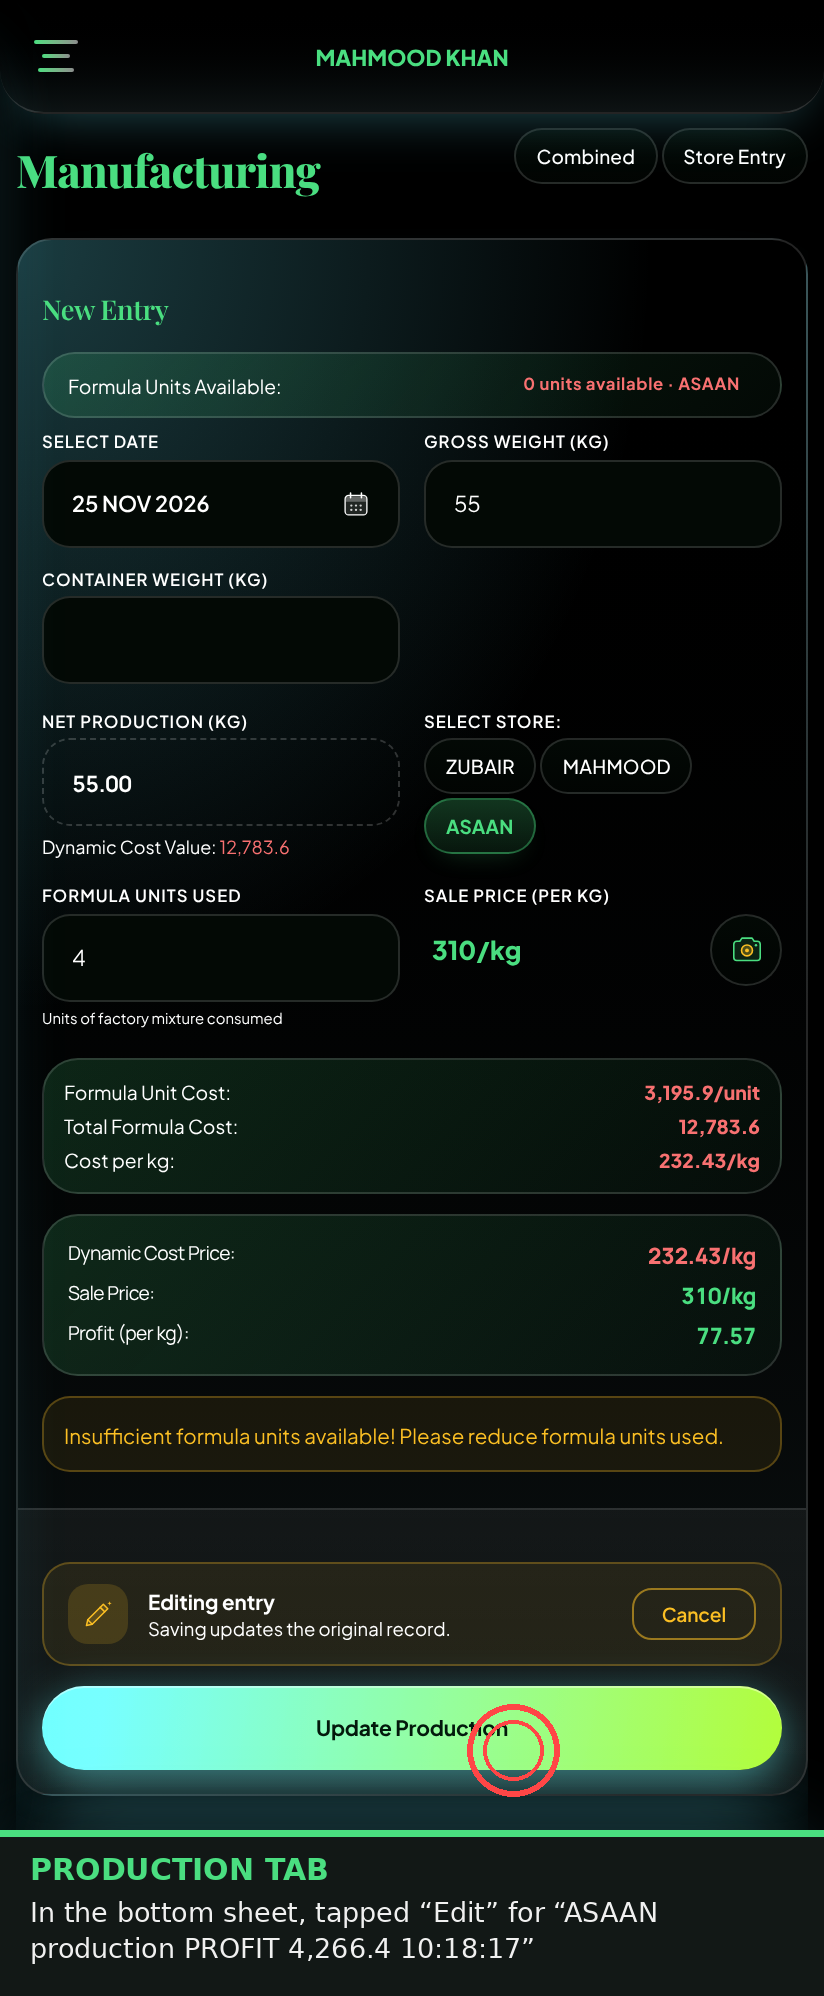 MAHMOOD KHAN
Manufacturing
Combined
Store Entry
New Entry
Formula Units Available:
0 units available · ASAAN
SELECT DATE
GROSS WEIGHT (KG)
25 NOV 2026
55
CONTAINER WEIGHT (KG)
NET PRODUCTION (KG)
SELECT STORE:
55.00
ZUBAIR
MAHMOOD
ASAAN
Dynamic Cost Value: 12,783.6
FORMULA UNITS USED
SALE PRICE (PER KG)
4
310/kg
Units of factory mixture consumed
Formula Unit Cost:
3,195.9/unit
Total Formula Cost:
12,783.6
Cost per kg:
232.43/kg
Dynamic Cost Price:
232.43/kg
Sale Price:
310/kg
Profit (per kg):
77.57
Insufficient formula units available! Please reduce formula units used.
Editing entry
Saving updates the original record.
Cancel
Update Production
PRODUCTION TAB
In the bottom sheet, tapped “Edit” for “ASAAN
production PROFIT 4,266.4 10:18:17”